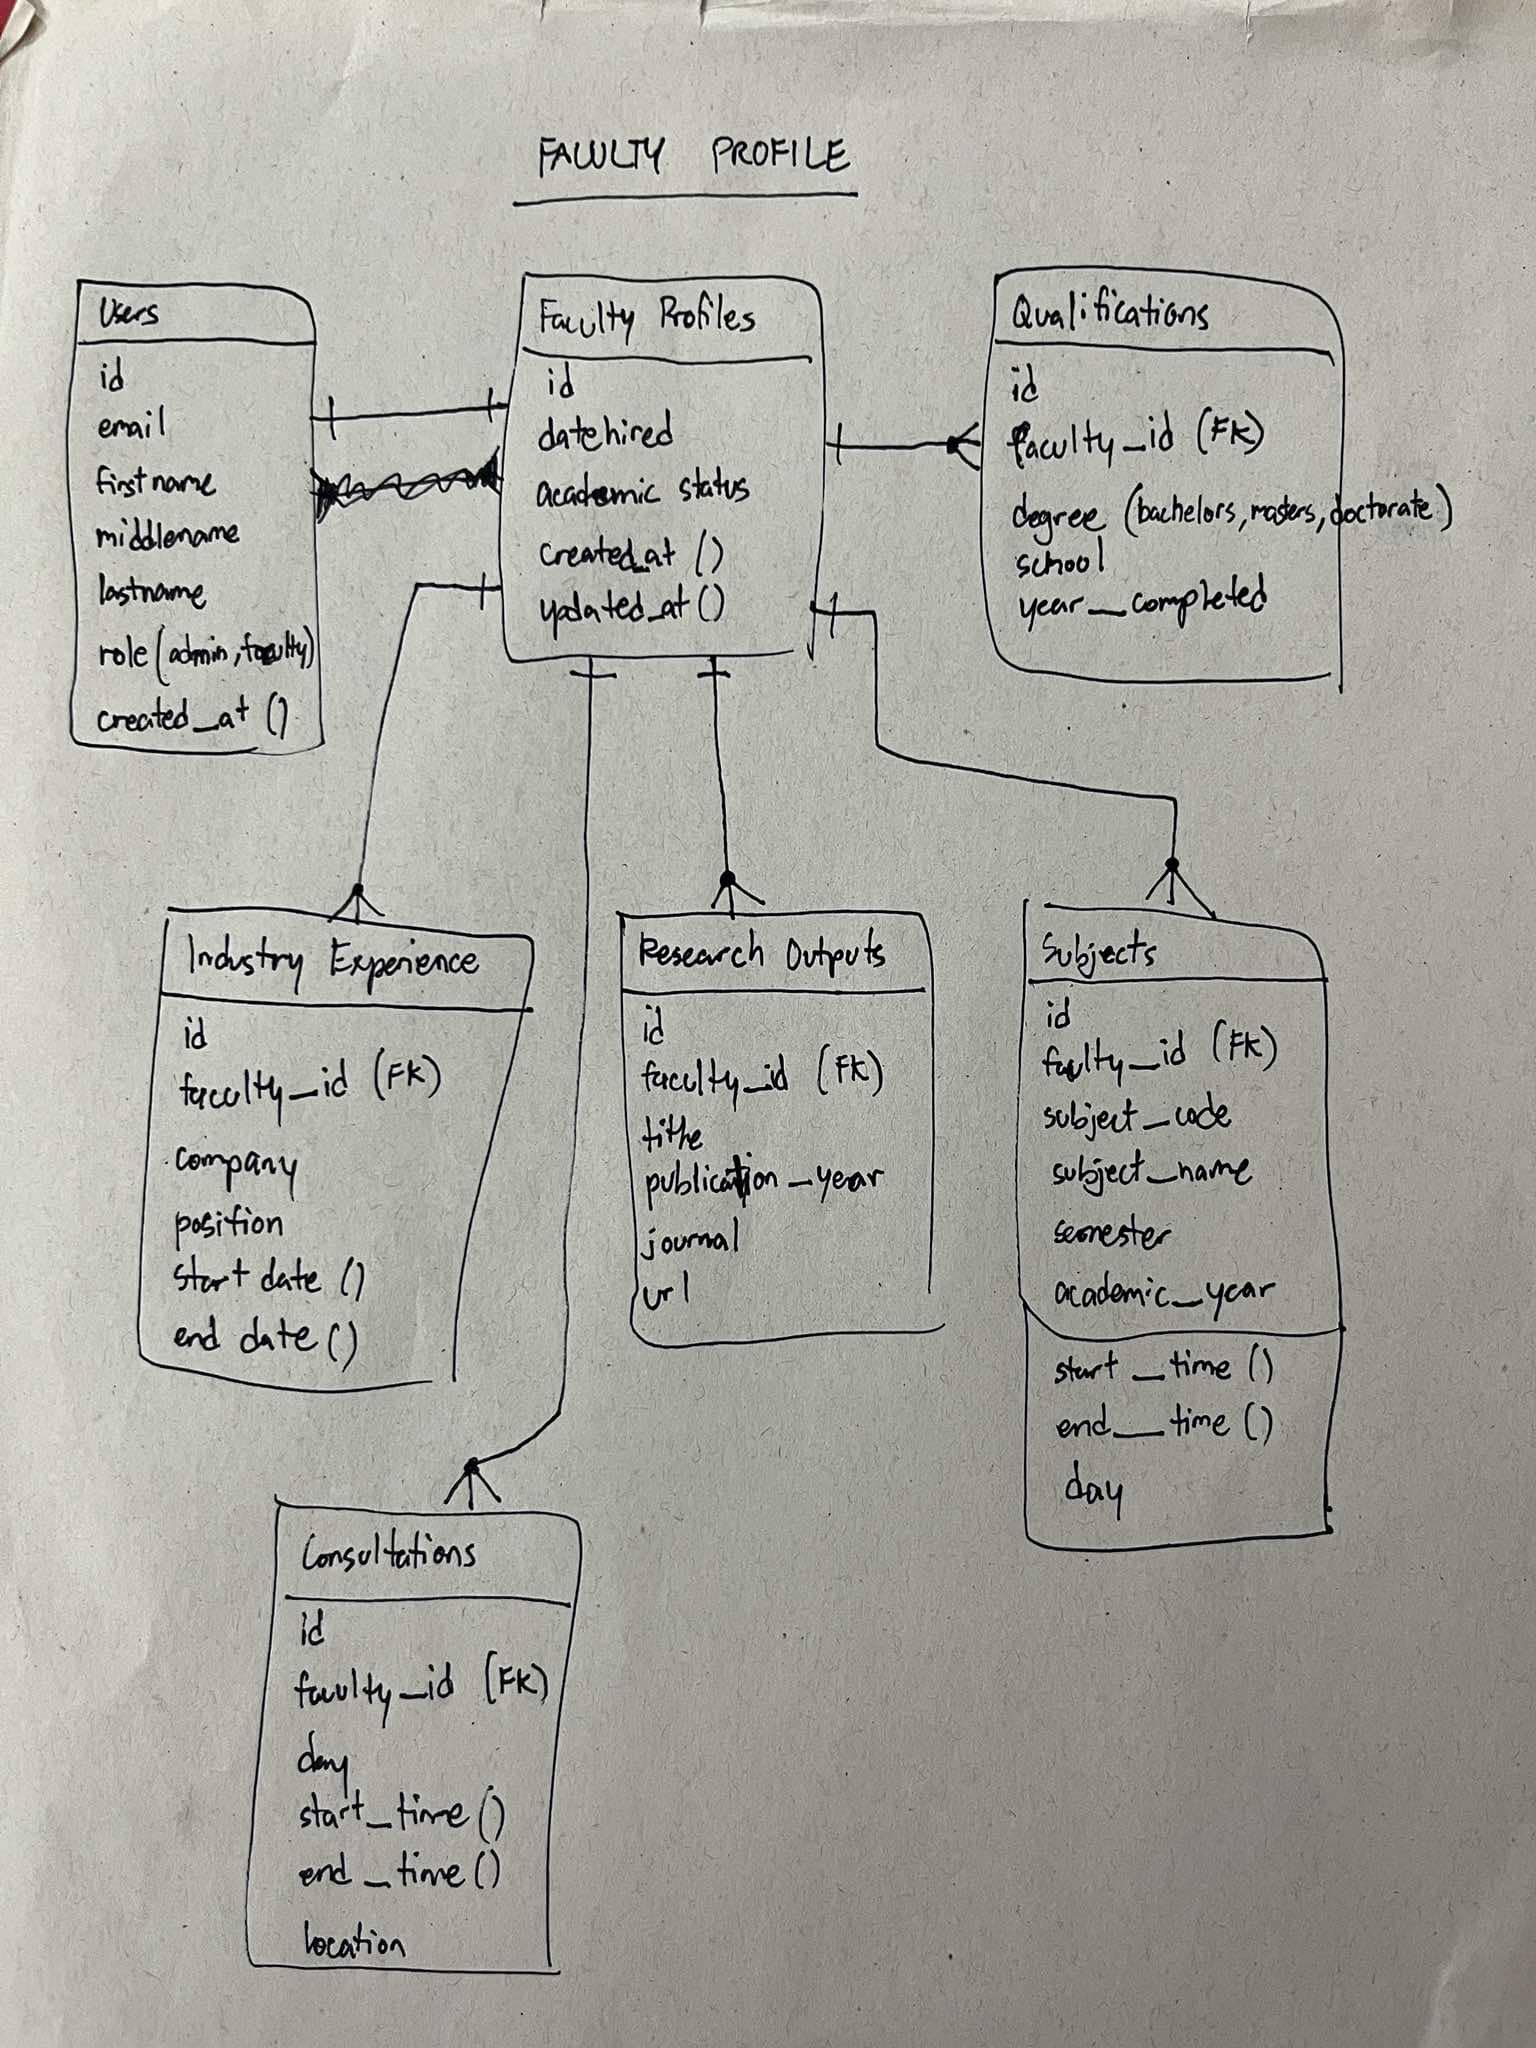 FACULTY PROFILE
Users
id
email
firstname
middlename
lastname
role (admin, faculty)
created_at ()
Faculty Profiles
id
datehired
academic status
created_at ()
updated_at ()
Qualifications
id
faculty_id (FK)
degree (bachelors, masters, doctorate)
school
year_completed
Industry Experience
id
faculty_id (FK)
company
position
start date ()
end date ()
Research Outputs
id
faculty_id (FK)
title
publication_year
journal
url
Subjects
id
faculty_id (FK)
subject_code
subject_name
semester
academic_year
start_time ()
end_time ()
day
Consultations
id
faculty_id (FK)
day
start_time ()
end_time ()
location